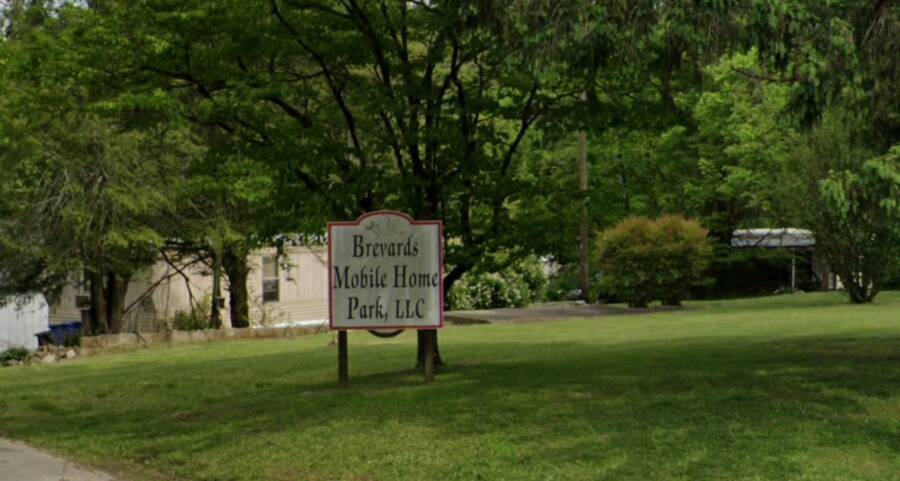 Brevards
Mobile Home
Park, LLC